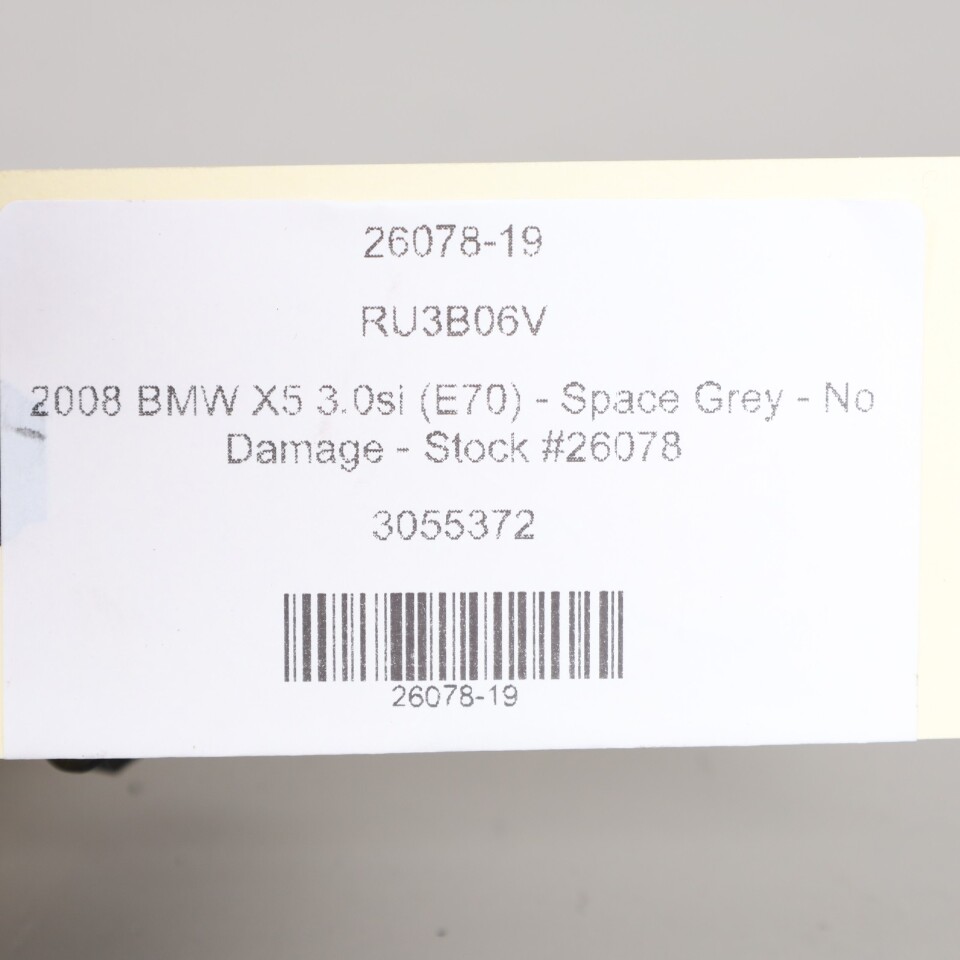 26078-19
RU3B06V
2008 BMW X5 3.0si (E70) - Space Grey - No
Damage - Stock #26078
3055372
26078-19